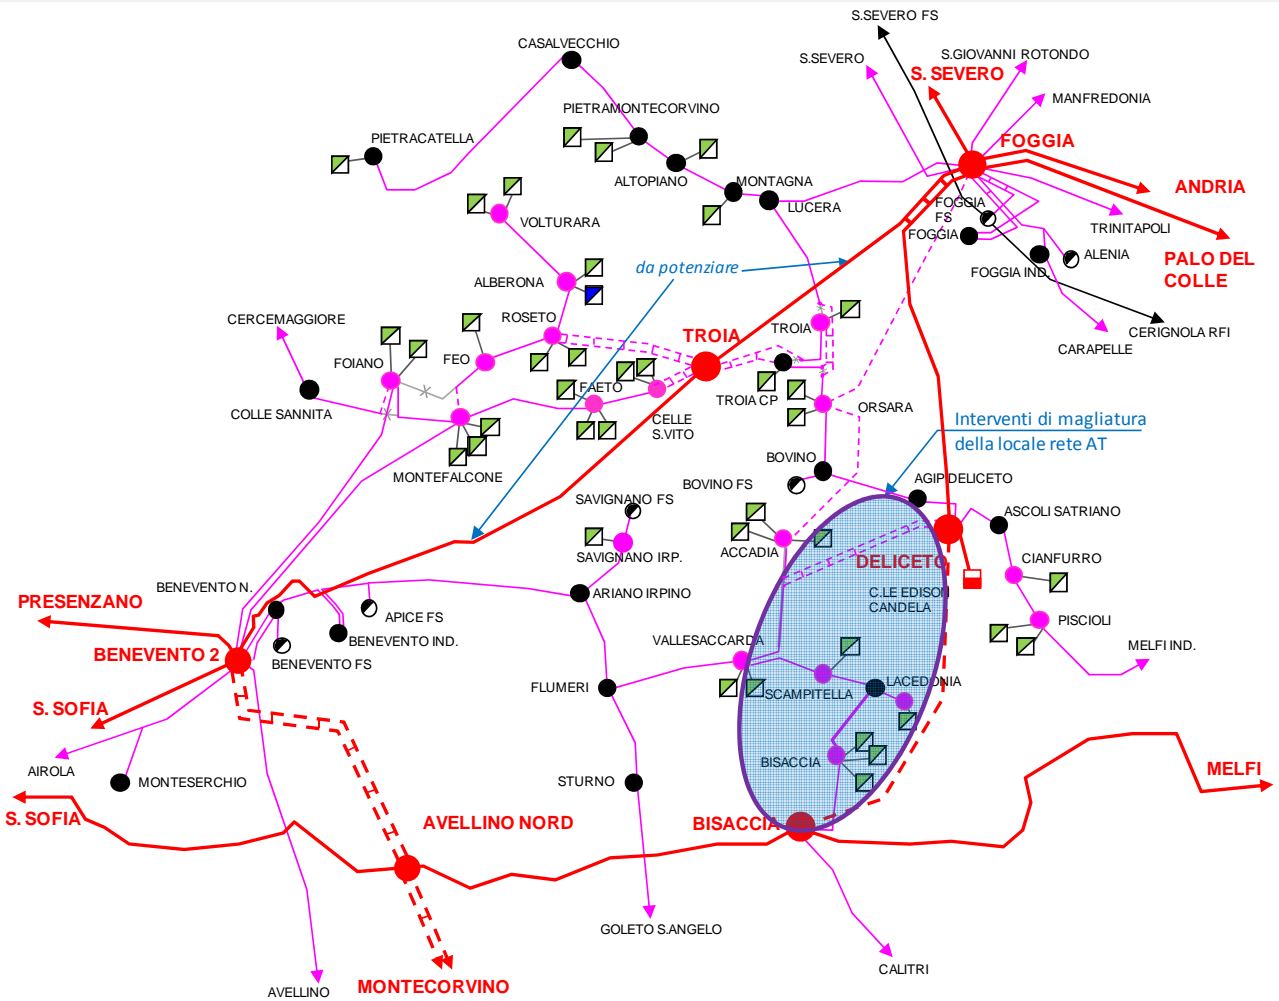 S.SEVERO FS
CASALVECCHIO
S.SEVERO
S.GIOVANNI ROTONDO
S. SEVERO
MANFREDONIA
PIETRAMONTECORVINO
PIETRACATELLA
FOGGIA
ALTOPIANO
MONTAGNA
LUCERA
ANDRIA
VOLTURARA
FOGGIA
FS
FOGGIA
TRINITAPOLI
ALENIA
PALO DEL
COLLE
FOGGIA IND.
da potenziare
ALBERONA
CERCEMAGGIORE
ROSETO
TROIA
TROIA
CERIGNOLA RFI
CARAPELLE
FOIANO
FEO
FAETO
TROIA CP
COLLE SANNITA
CELLE
S.VITO
ORSARA
Interventi di magliatura
della locale rete AT
MONTEFALCONE
BOVINO
BOVINO FS
AGIP DELICETO
SAVIGNANO FS
ASCOLI SATRIANO
ACCADIA
SAVIGNANO IRP.
DELICETO
CIANFURRO
C.LE EDISON
CANDELA
BENEVENTO N.
ARIANO IRPINO
PRESENZANO
APICE FS
PISCIOLI
BENEVENTO IND.
VALLESACCARDA
MELFI IND.
BENEVENTO 2
BENEVENTO FS
FLUMERI
SCAMPITELLA
LACEDONIA
S. SOFIA
AIROLA
MONTESERCHIO
STURNO
BISACCIA
MELFI
S. SOFIA
AVELLINO NORD
BISACCIA
GOLETO S.ANGELO
CALITRI
AVELLINO
MONTECORVINO